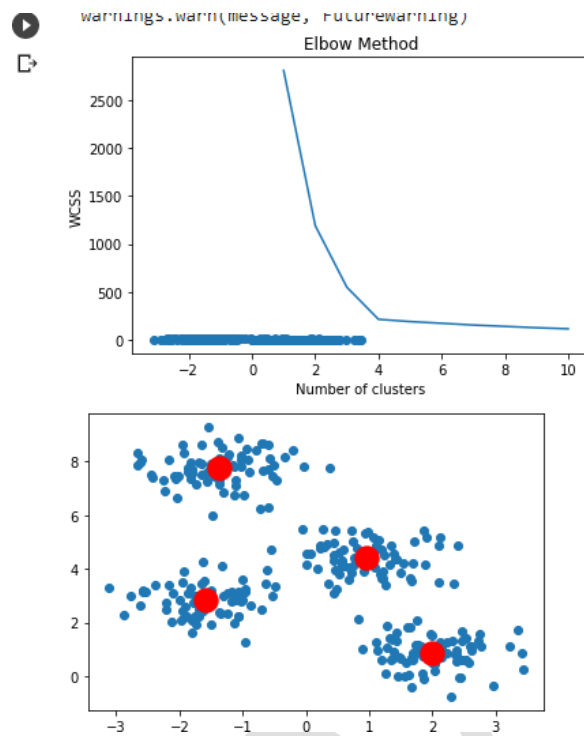 warnings.warn(message, FutureWarning)
Elbow Method
2500
2000
1500
1000
500
0
WCSS
−2 0 2 4 6 8 10
Number of clusters
8
6
4
2
0
−3 −2 −1 0 1 2 3